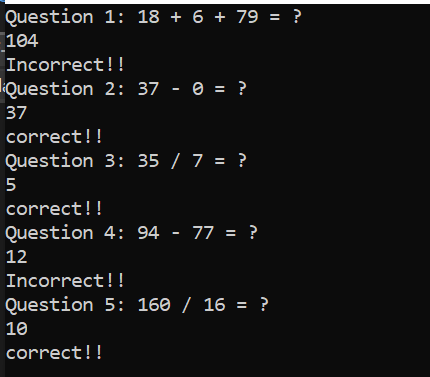 Question 1: 18 + 6 + 79 = ?
104
Incorrect!!
Question 2: 37 - 0 = ?
37
correct!!
Question 3: 35 / 7 = ?
5
correct!!
Question 4: 94 - 77 = ?
12
Incorrect!!
Question 5: 160 / 16 = ?
10
correct!!